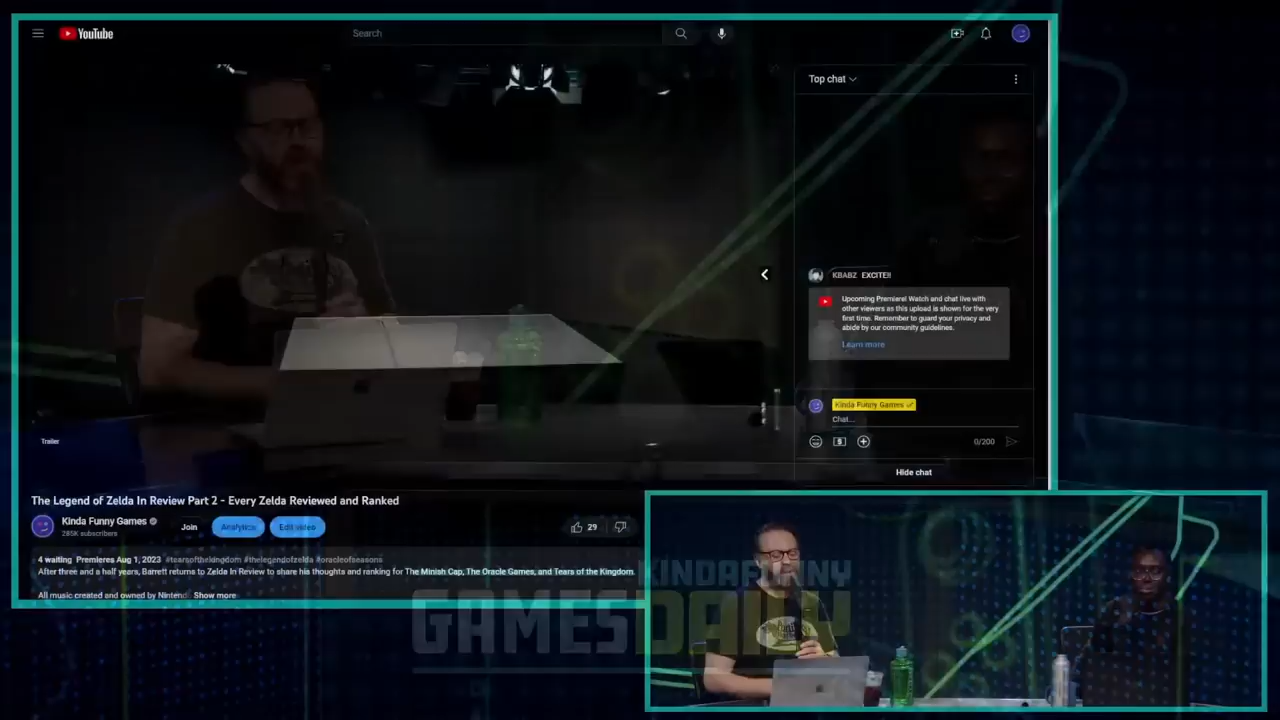 YouTube
Search
Top chat
KBABZ EXCITE!!
Upcoming Premiere! Watch and chat live with
other viewers as this upload is shown for the very
first time. Remember to guard your privacy and
abide by our community guidelines.
Learn more
Kinda Funny Games
Chat...
0/200
Hide chat
Trailer
The Legend of Zelda In Review Part 2 - Every Zelda Reviewed and Ranked
Kinda Funny Games
285K subscribers
Join
Analytics
Edit video
29
4 waiting Premieres Aug 1, 2023 #tearsofthekingdom #thelegendofzelda #oracleofseasons
After three and a half years, Barrett returns to Zelda In Review to share his thoughts and ranking for The Minish Cap, The Oracle Games, and Tears of the Kingdom.
All music created and owned by Nintend Show more
KINDAFUNNY
GAMESDAILY